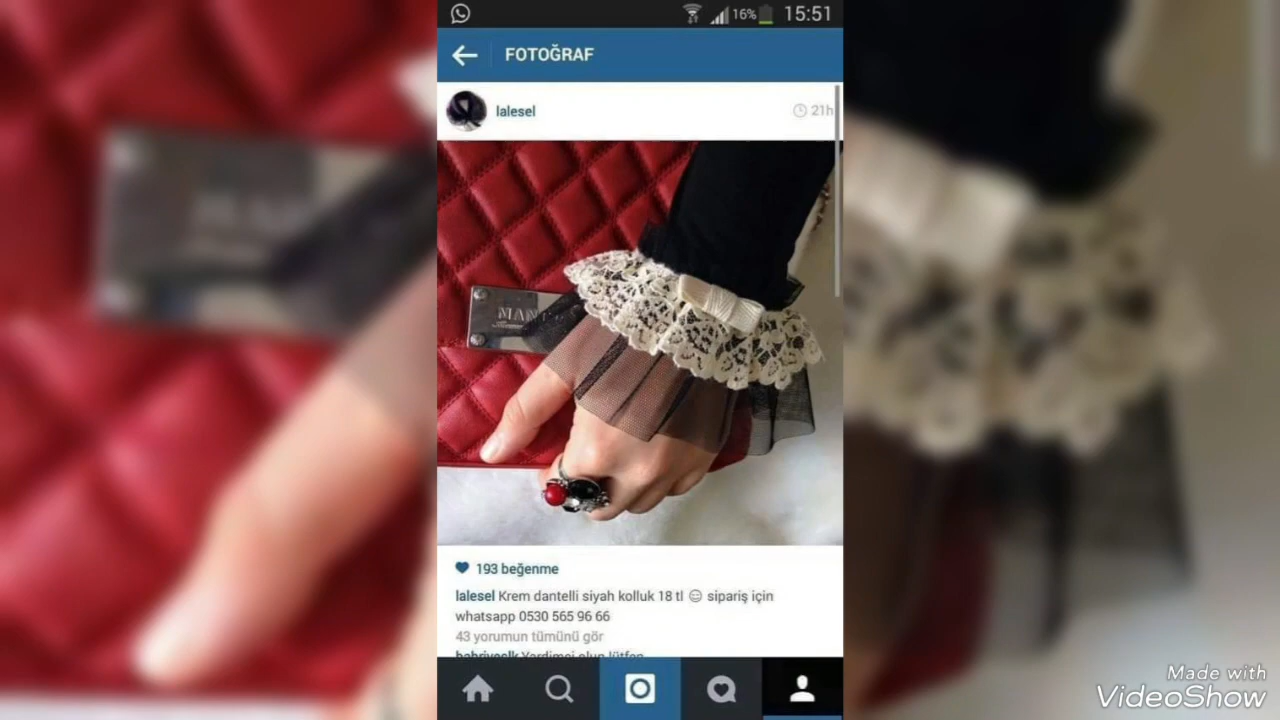 16% 15:51
FOTOĞRAF
lalesel 21h
193 beğenme
lalesel Krem dantelli siyah kolluk 18 tl 😊 sipariş için
whatsapp 0530 565 96 66
43 yorumun tümünü gör
Made with
VideoShow